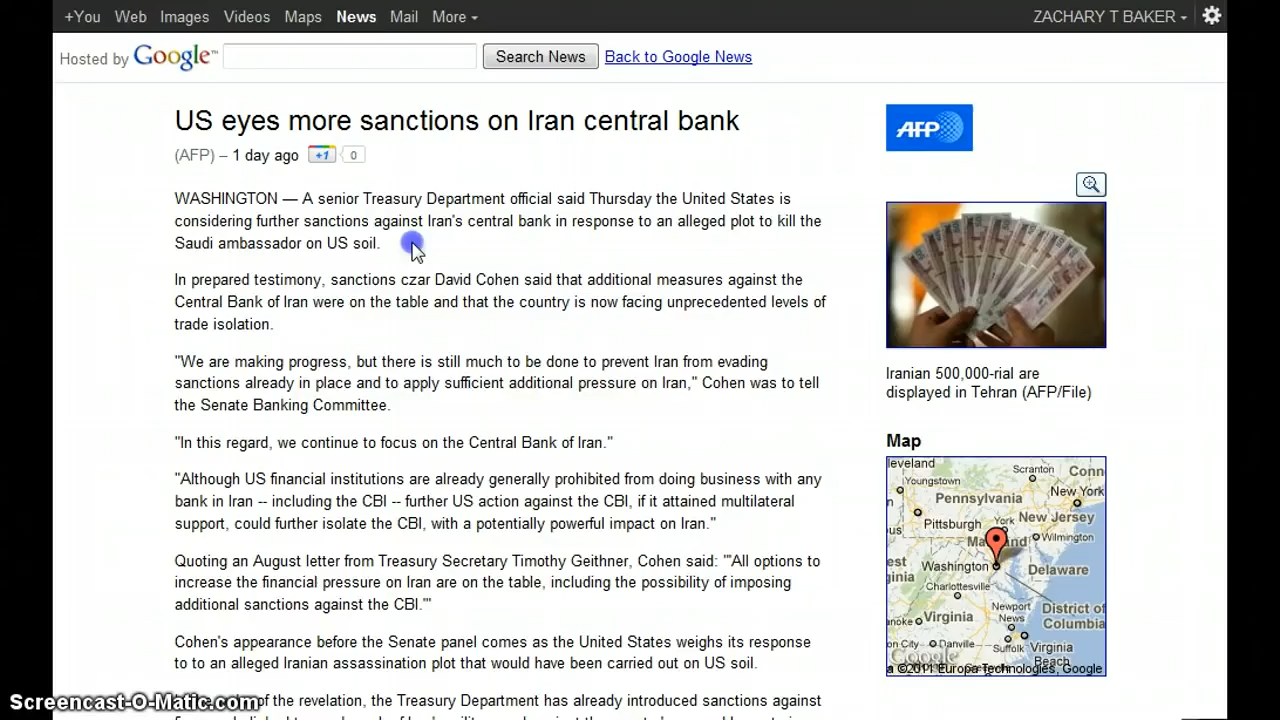 +You Web Images Videos Maps News Mail More ZACHARY T BAKER
Hosted by Google™ Search News Back to Google News
US eyes more sanctions on Iran central bank
(AFP) – 1 day ago +1 0
AFP
WASHINGTON — A senior Treasury Department official said Thursday the United States is
considering further sanctions against Iran's central bank in response to an alleged plot to kill the
Saudi ambassador on US soil.
In prepared testimony, sanctions czar David Cohen said that additional measures against the
Central Bank of Iran were on the table and that the country is now facing unprecedented levels of
trade isolation.
"We are making progress, but there is still much to be done to prevent Iran from evading
sanctions already in place and to apply sufficient additional pressure on Iran," Cohen was to tell
the Senate Banking Committee.
"In this regard, we continue to focus on the Central Bank of Iran."
"Although US financial institutions are already generally prohibited from doing business with any
bank in Iran -- including the CBI -- further US action against the CBI, if it attained multilateral
support, could further isolate the CBI, with a potentially powerful impact on Iran."
Quoting an August letter from Treasury Secretary Timothy Geithner, Cohen said: "'All options to
increase the financial pressure on Iran are on the table, including the possibility of imposing
additional sanctions against the CBI.'"
Cohen's appearance before the Senate panel comes as the United States weighs its response
to to an alleged Iranian assassination plot that would have been carried out on US soil.
of the revelation, the Treasury Department has already introduced sanctions against
Iranian 500,000-rial are
displayed in Tehran (AFP/File)
Map
leveland Scranton Conn
Youngstown
Pennsylvania New York
Pittsburgh York New Jersey
Wilmington
Washington Delaware
Charlottesville
Virginia Newport News District of Columbia
Danville Suffolk Virginia Beach
Google
©2011 Europa Technologies, Google
Screencast-O-Matic.com